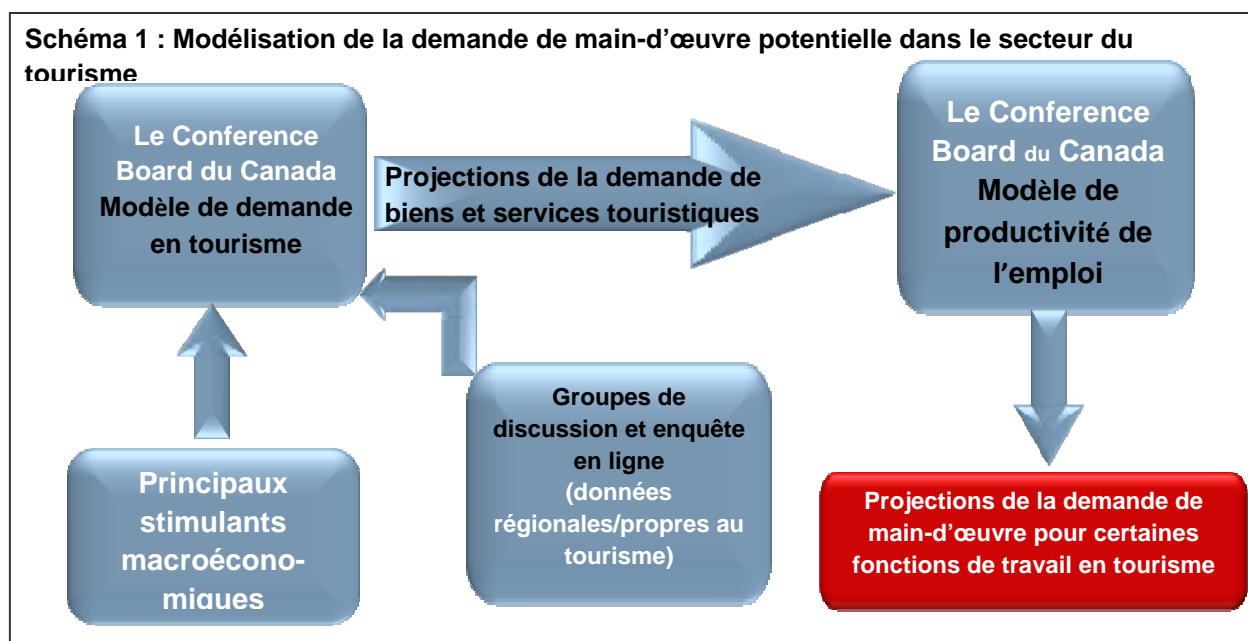 Schéma 1 : Modélisation de la demande de main-d'œuvre potentielle dans le secteur du
tourisme
Le Conference
Board du Canada
Modèle de demande
en tourisme
Projections de la demande de
biens et services touristiques
Le Conference
Board du Canada
Modèle de
productivité de
l'emploi
Groupes de
discussion et enquête
en ligne
(données
régionales/propres au
tourisme)
Principaux
stimulants
macroécono-
miques
Projections de la demande de
main-d'œuvre pour certaines
fonctions de travail en tourisme